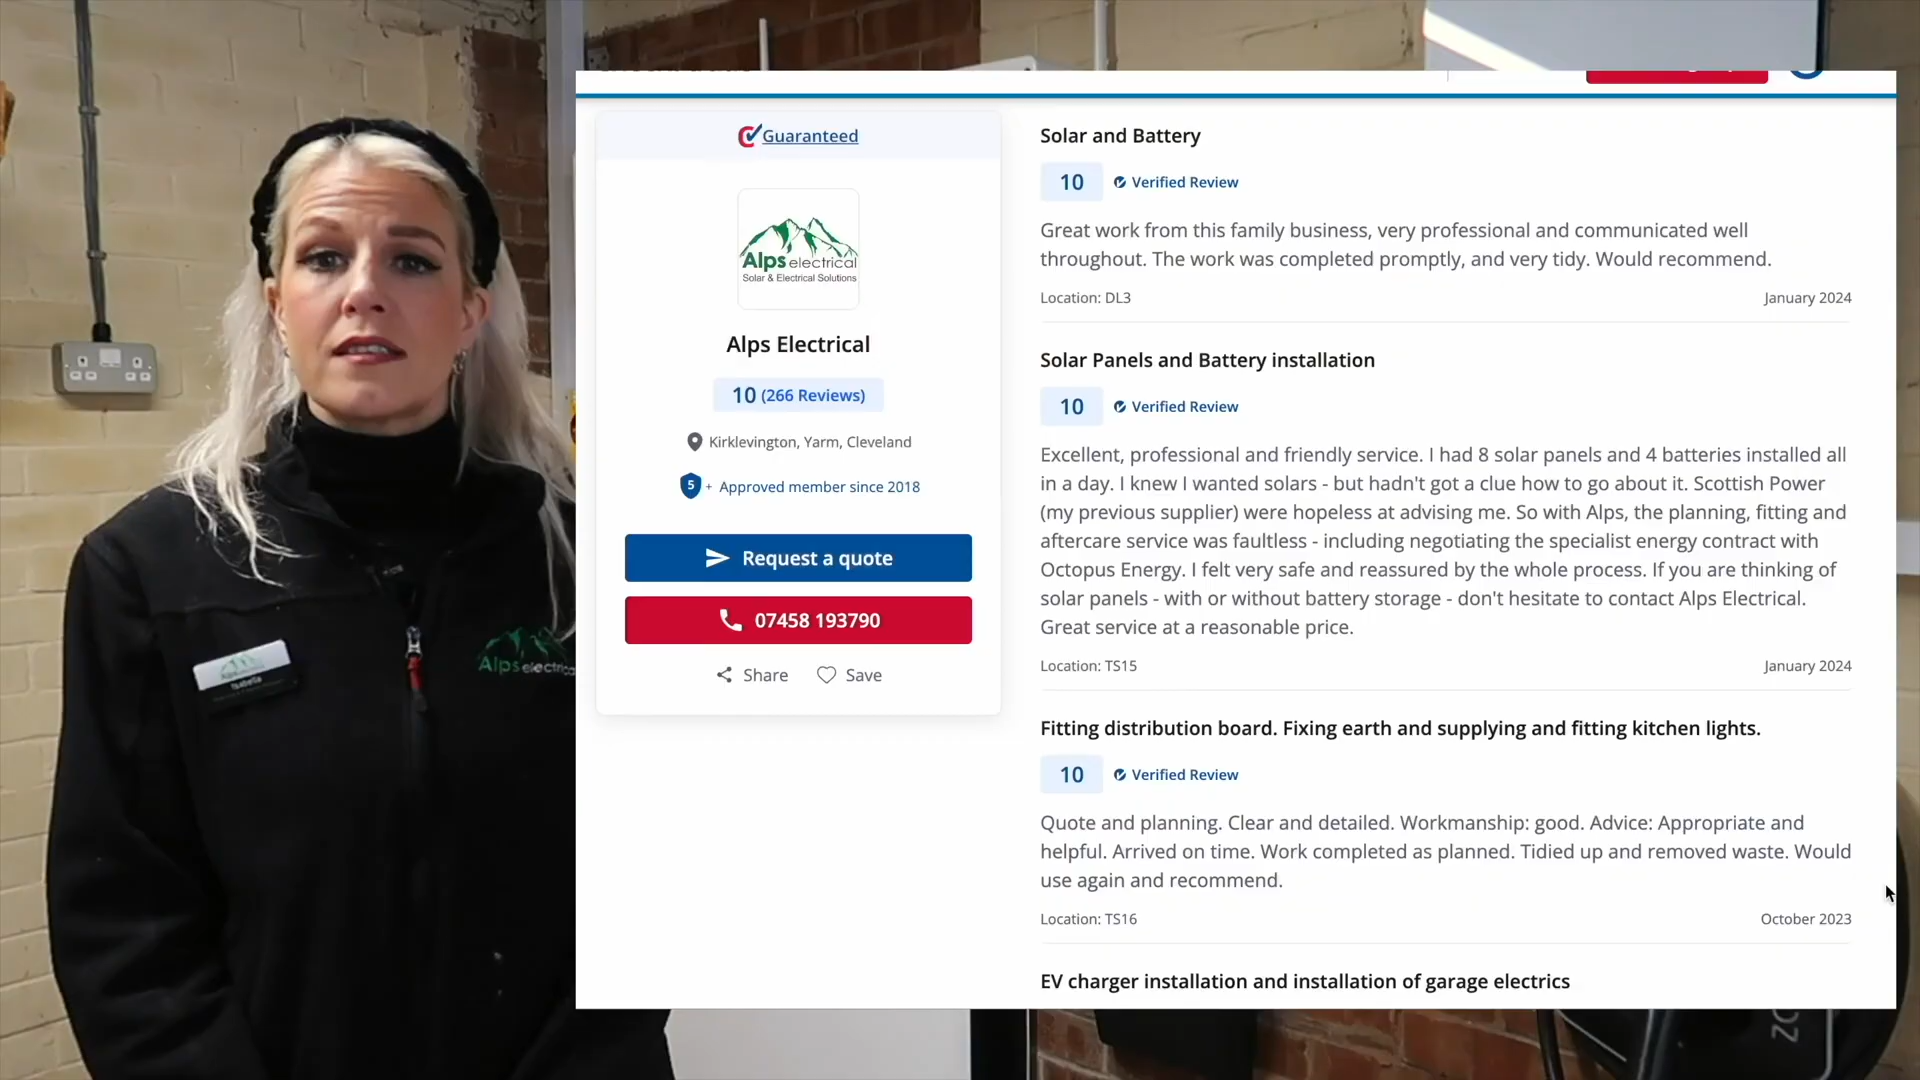 Guaranteed
Alps electrical
Solar & Electrical Solutions
Alps Electrical
10 (266 Reviews)
Kirklevington, Yarm, Cleveland
5 + Approved member since 2018
Request a quote
07458 193790
Share Save
Solar and Battery
10 Verified Review
Great work from this family business, very professional and communicated well
throughout. The work was completed promptly, and very tidy. Would recommend.
Location: DL3 January 2024
Solar Panels and Battery installation
10 Verified Review
Excellent, professional and friendly service. I had 8 solar panels and 4 batteries installed all
in a day. I knew I wanted solars - but hadn't got a clue how to go about it. Scottish Power
(my previous supplier) were hopeless at advising me. So with Alps, the planning, fitting and
aftercare service was faultless - including negotiating the specialist energy contract with
Octopus Energy. I felt very safe and reassured by the whole process. If you are thinking of
solar panels - with or without battery storage - don't hesitate to contact Alps Electrical.
Great service at a reasonable price.
Location: TS15 January 2024
Fitting distribution board. Fixing earth and supplying and fitting kitchen lights.
10 Verified Review
Quote and planning. Clear and detailed. Workmanship: good. Advice: Appropriate and
helpful. Arrived on time. Work completed as planned. Tidied up and removed waste. Would
use again and recommend.
Location: TS16 October 2023
EV charger installation and installation of garage electrics
Isabella
Alps electrica